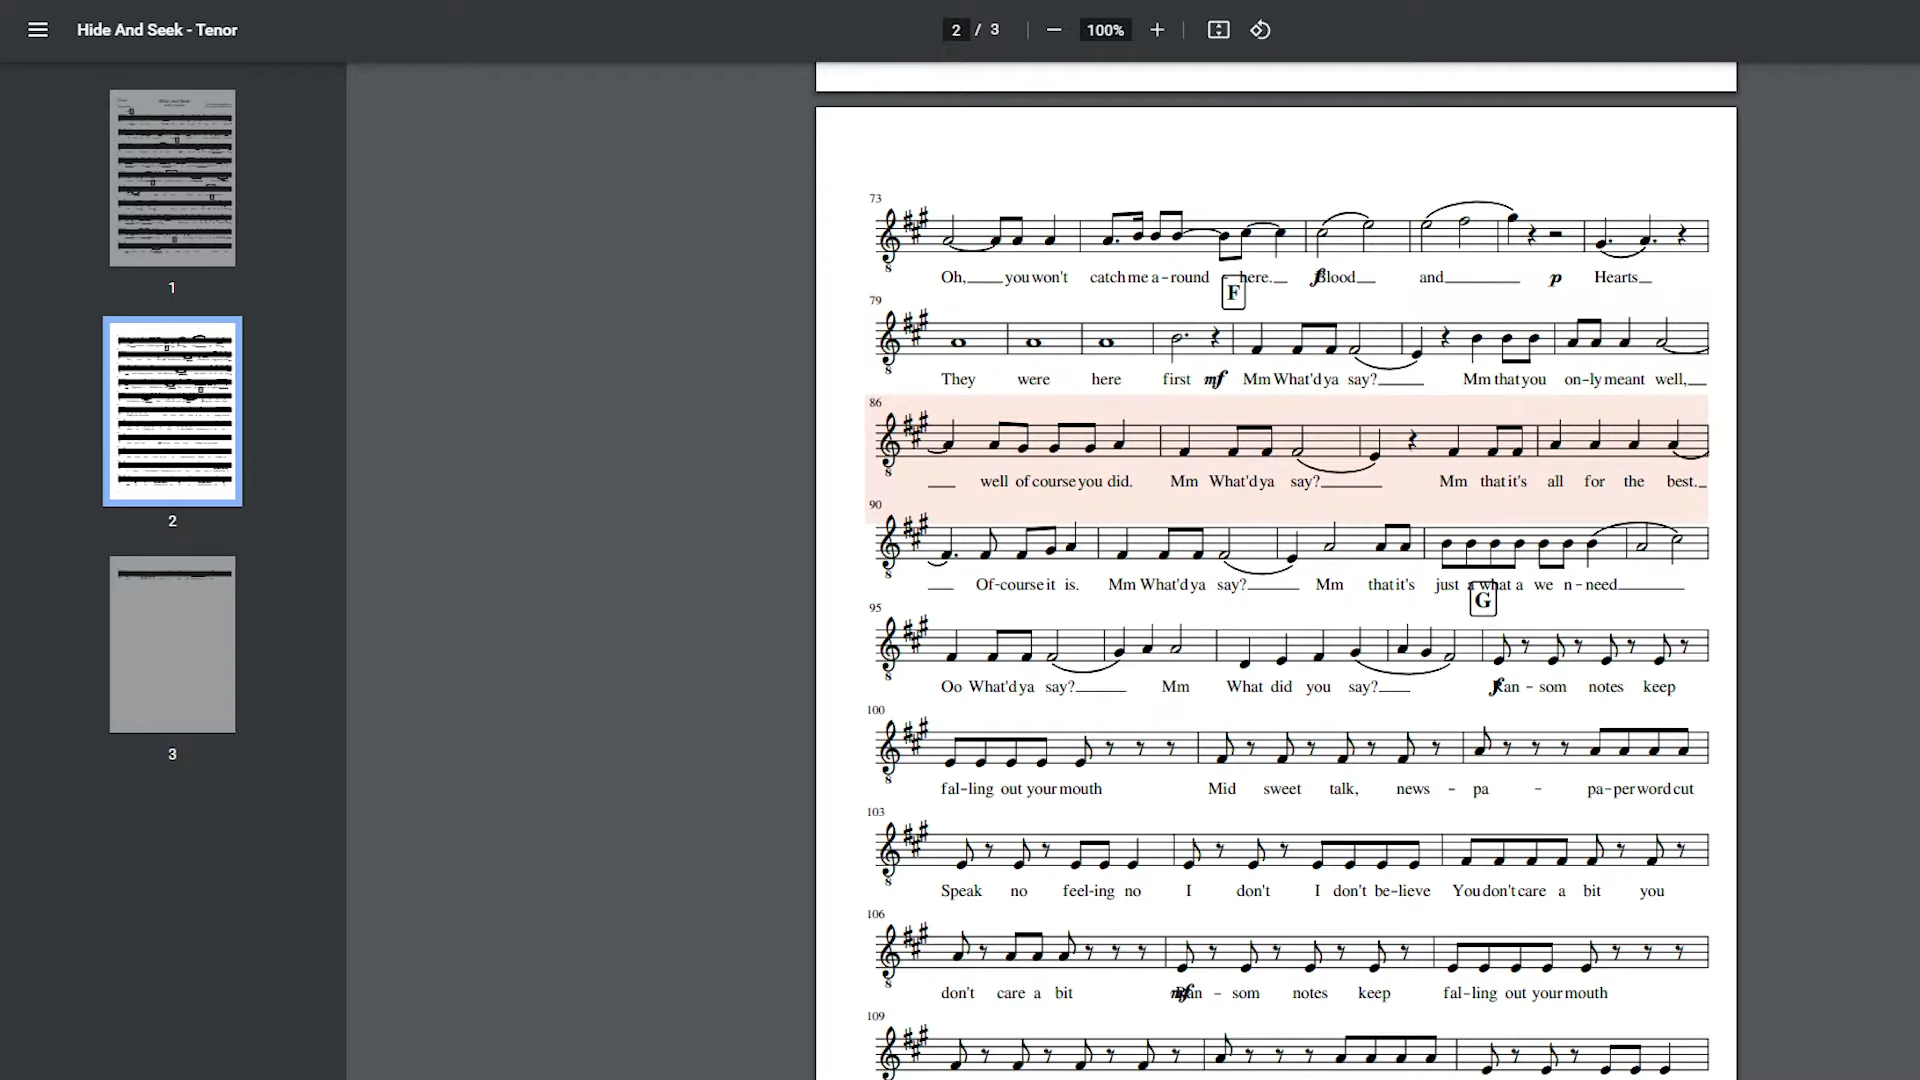 Hide And Seek - Tenor
2 / 3
100%
1
2
3
73
Oh, you won't catch me a-round - here. f Blood and p Hearts
79
F
They were here first mf Mm What'd ya say? Mm that you on-ly meant well,
86
well of course you did. Mm What'd ya say? Mm that it's all for the best.
90
Of-course it is. Mm What'd ya say? Mm that it's just a what a we n-need
95
G
Oo What'd ya say? Mm What did you say? f Ran - som notes keep
100
fal-ling out your mouth Mid sweet talk, news - pa - pa-per word cut
103
Speak no feel-ing no I don't I don't be-lieve You don't care a bit you
106
don't care a bit mf Ran - som notes keep fal-ling out your mouth
109